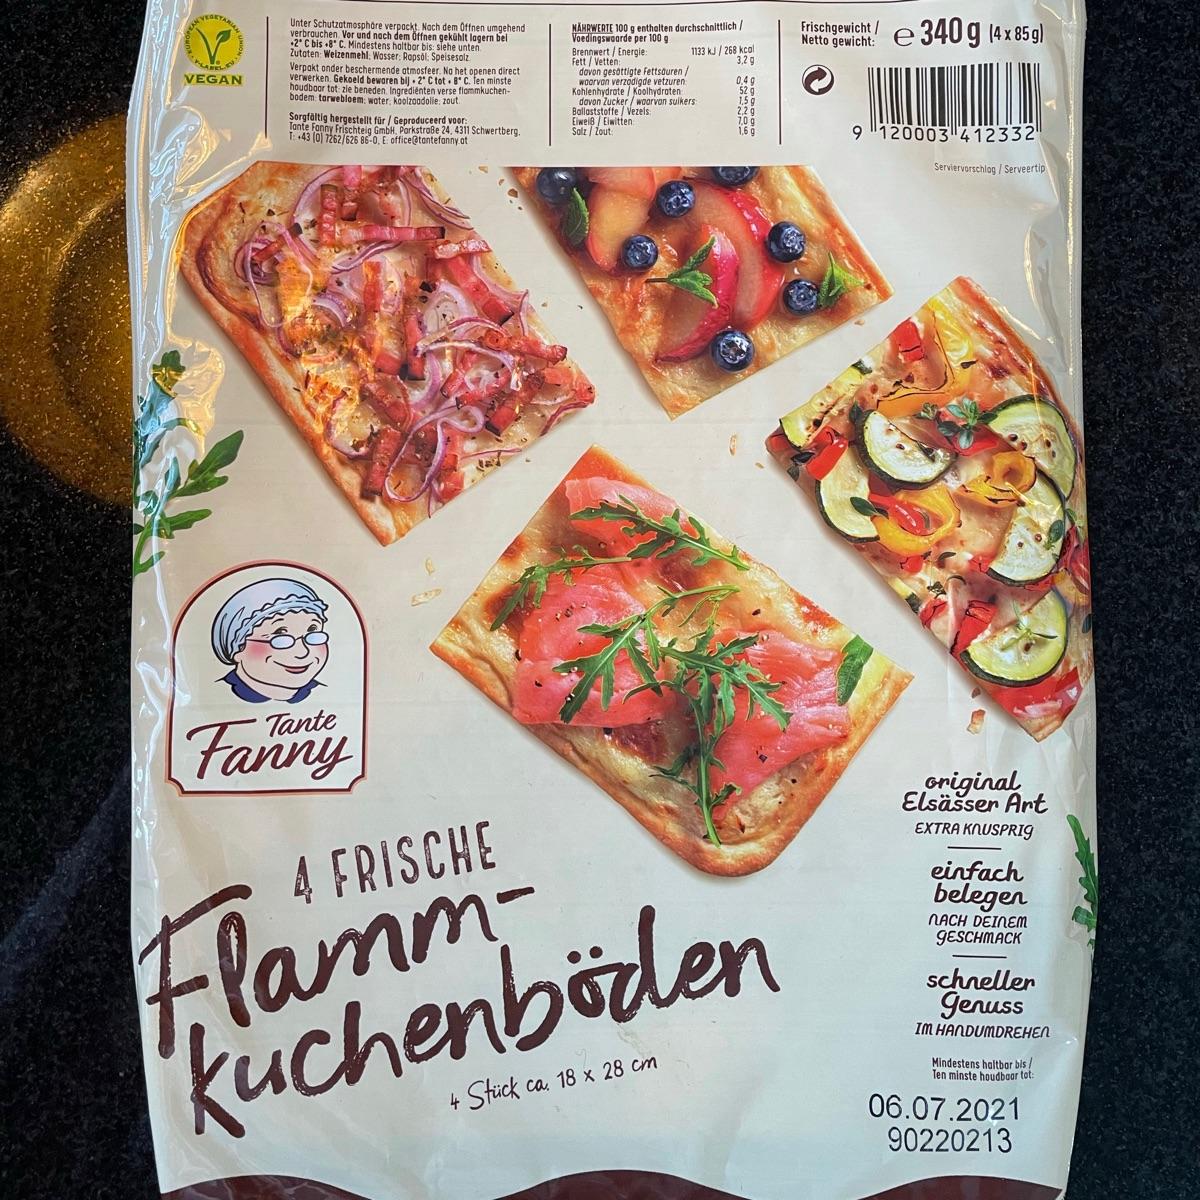 EUROPEAN VEGETARIAN UNION
V-LABEL.EU
VEGAN
Unter Schutzatmosphäre verpackt. Nach dem Öffnen umgehend
verbrauchen. Vor und nach dem Öffnen gekühlt lagern bei
+2° C bis +8° C. Mindestens haltbar bis: siehe unten.
Zutaten: Weizenmehl; Wasser; Rapsöl; Speisesalz.
Verpakt onder beschermende atmosfeer. Na het openen direct
verwerken. Gekoeld bewaren bij + 2° C tot + 8° C. Ten minste
houdbaar tot: zie beneden. Ingrediënten verse flammkuchen-
bodem: tarwebloem; water; koolzaadolie; zout.
Sorgfältig hergestellt für / Geproduceerd voor:
Tante Fanny Frischteig GmbH, Parkstraße 24, 4311 Schwertberg.
T: +43 (0) 7262/626 86-0, E: office@tantefanny.at
NÄHRWERTE 100 g enthalten durchschnittlich /
Voedingswaarde per 100 g
Brennwert / Energie: 1133 kJ / 268 kcal
Fett / Vetten: 3,2 g
davon gesättigte Fettsäuren /
waarvan verzadigde vetzuren: 0,4 g
Kohlenhydrate / Koolhydraten: 52 g
davon Zucker / waarvan suikers: 1,5 g
Ballaststoffe / Vezels: 2,2 g
Eiweiß / Eiwitten: 7,0 g
Salz / Zout: 1,6 g
Frischgewicht /
Netto gewicht: e 340 g (4 x 85 g)
9 120003 412332
Serviervorschlag / Serveertip
Tante
Fanny
4 FRISCHE
Flamm-
kuchenböden
4 Stück ca. 18 x 28 cm
original
Elsässer Art
EXTRA KNUSPRIG
einfach
belegen
NACH DEINEM
GESCHMACK
schneller
Genuss
IM HANDUMDREHEN
Mindestens haltbar bis /
Ten minste houdbaar tot:
06.07.2021
90220213